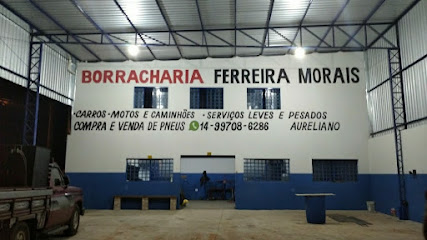 BORRACHARIA FERREIRA MORAIS
·CARROS·MOTOS E CAMINHÕES ·SERVIÇOS LEVES E PESADOS
COMPRA E VENDA DE PNEUS 14-99708-6286 AURELIANO